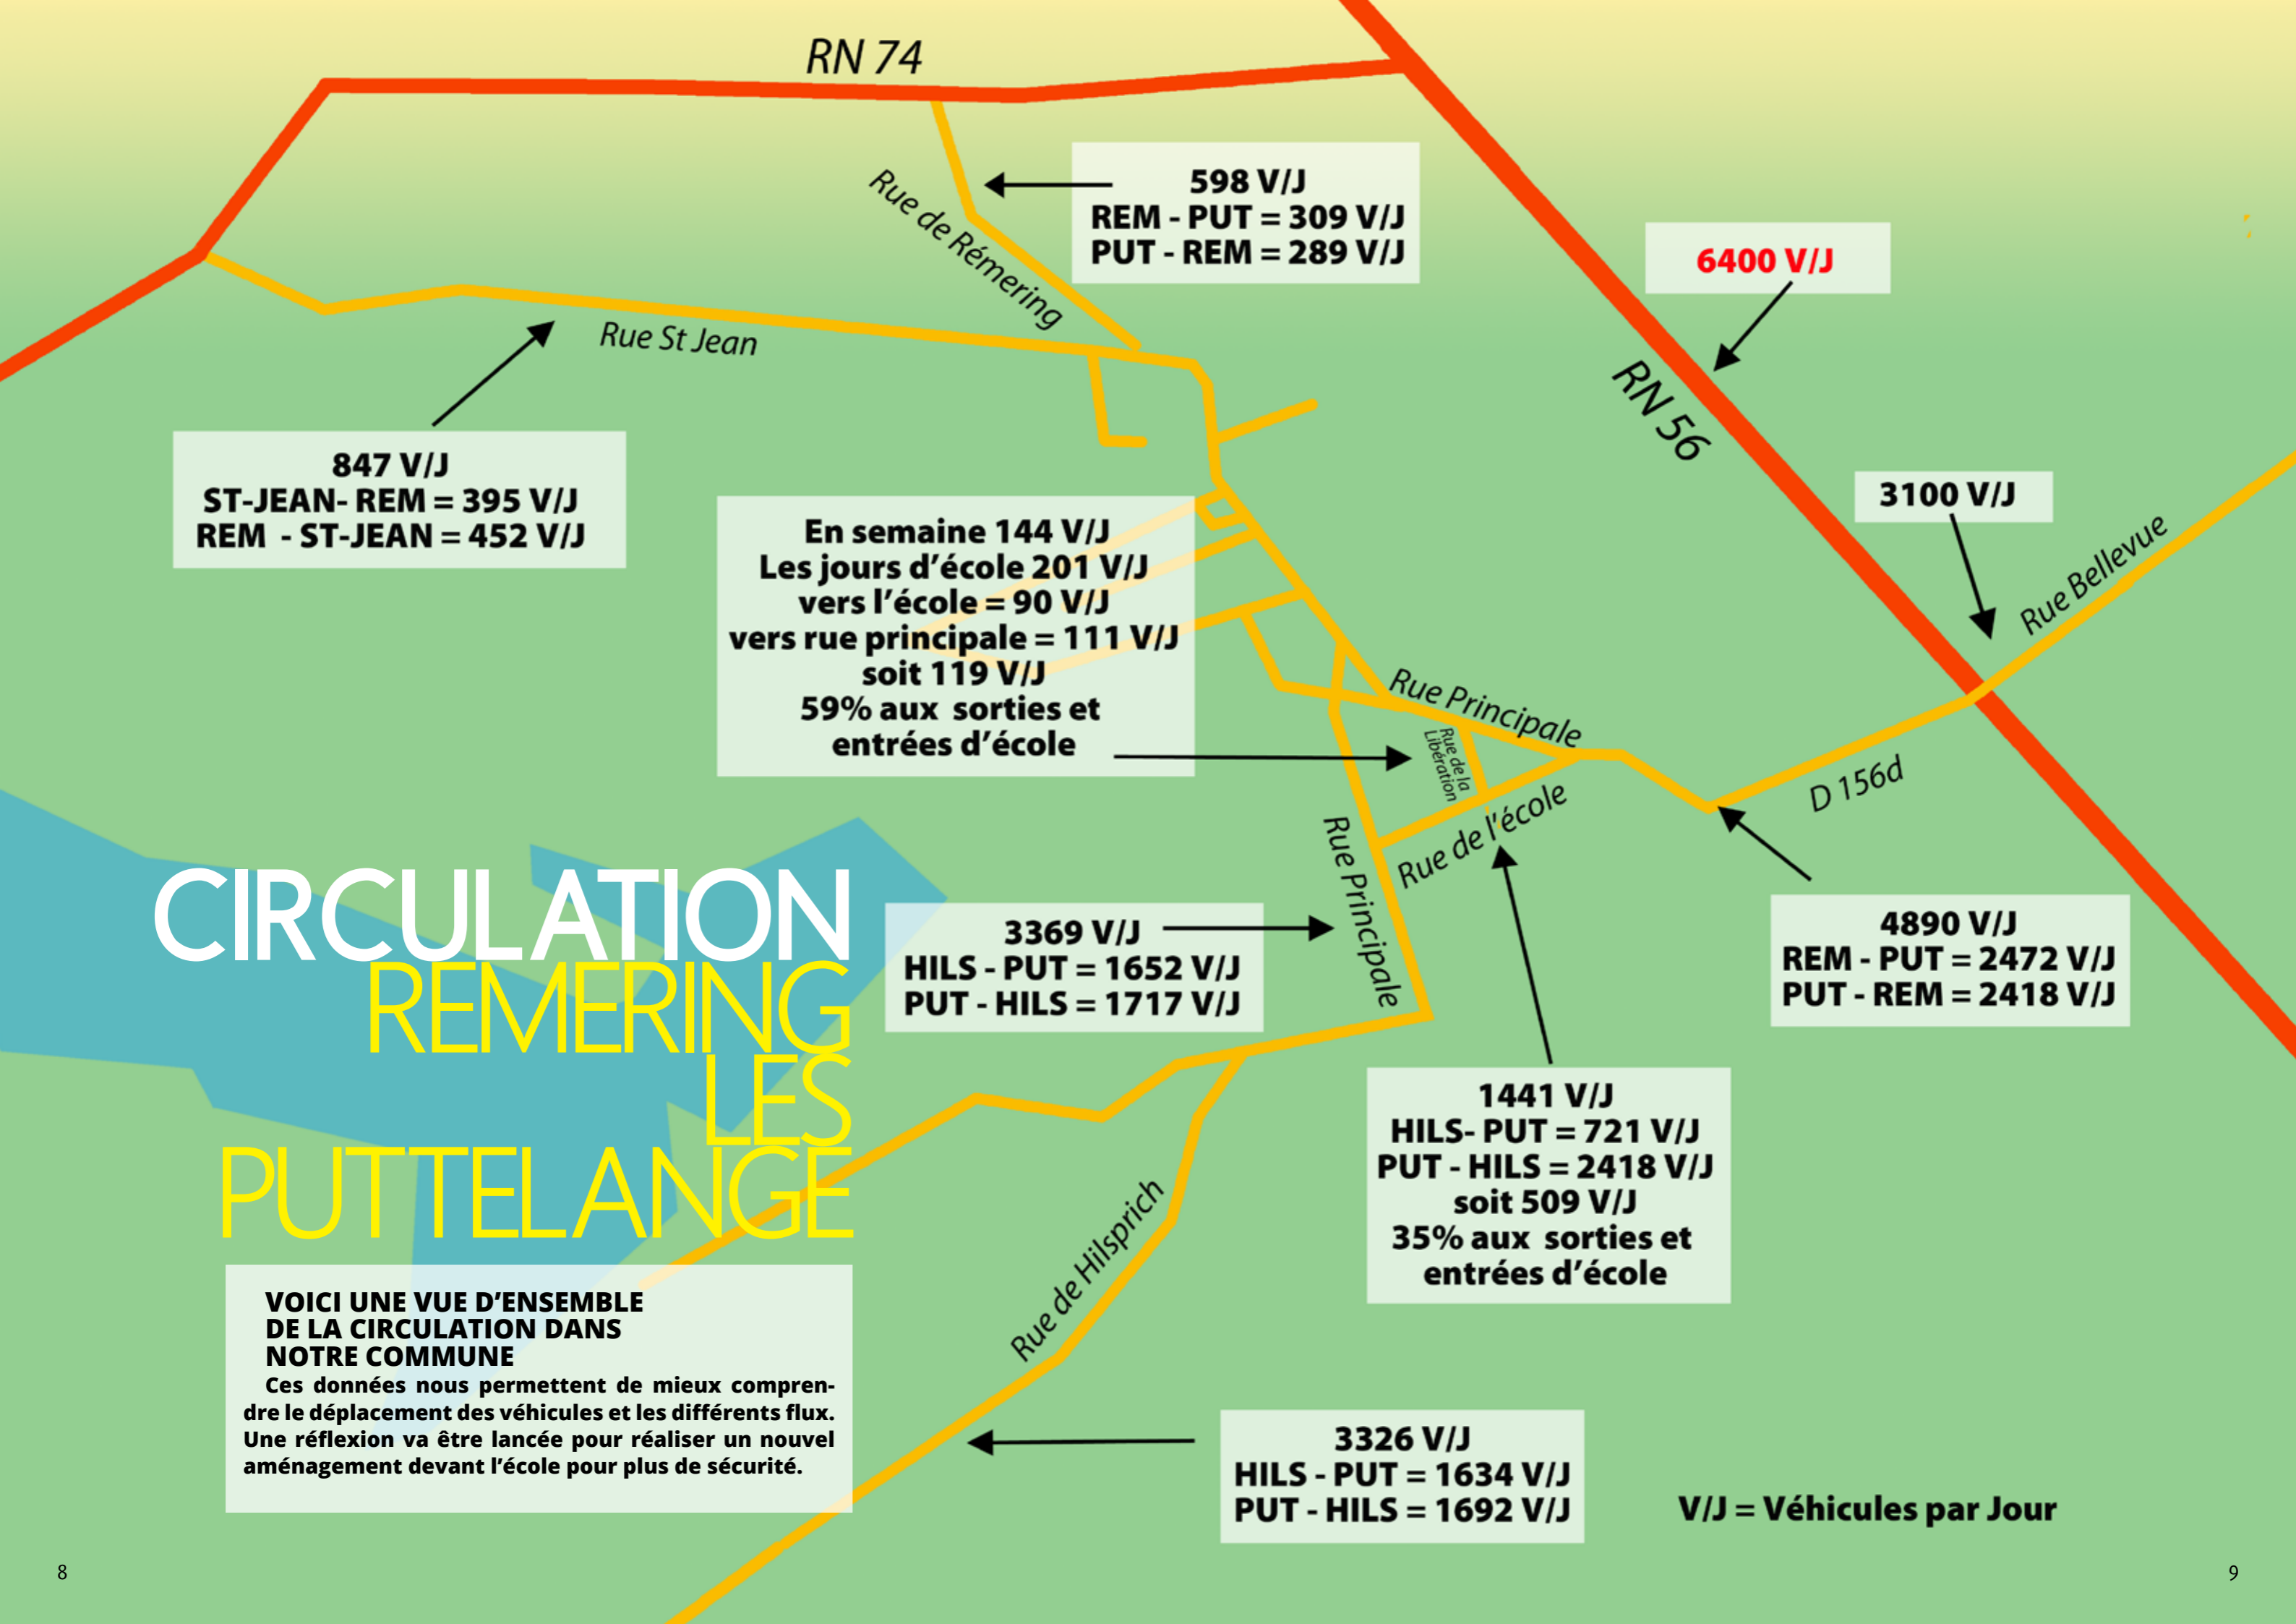 RN 74
Rue de Rémering
598 V/J
REM - PUT = 309 V/J
PUT - REM = 289 V/J
6400 V/J
RN 56
Rue St Jean
847 V/J
ST-JEAN- REM = 395 V/J
REM - ST-JEAN = 452 V/J
3100 V/J
Rue Bellevue
En semaine 144 V/J
Les jours d’école 201 V/J
vers l’école = 90 V/J
vers rue principale = 111 V/J
soit 119 V/J
59% aux sorties et
entrées d’école
Rue Principale
Rue de la
Libération
D 156d
Rue de l’école
Rue Principale
3369 V/J
HILS - PUT = 1652 V/J
PUT - HILS = 1717 V/J
4890 V/J
REM - PUT = 2472 V/J
PUT - REM = 2418 V/J
CIRCULATION
REMERING
LES
PUTTELANGE
1441 V/J
HILS- PUT = 721 V/J
PUT - HILS = 2418 V/J
soit 509 V/J
35% aux sorties et
entrées d’école
Rue de Hilsprich
VOICI UNE VUE D’ENSEMBLE
DE LA CIRCULATION DANS
NOTRE COMMUNE
Ces données nous permettent de mieux compren-
dre le déplacement des véhicules et les différents flux.
Une réflexion va être lancée pour réaliser un nouvel
aménagement devant l’école pour plus de sécurité.
3326 V/J
HILS - PUT = 1634 V/J
PUT - HILS = 1692 V/J
V/J = Véhicules par Jour
8
9